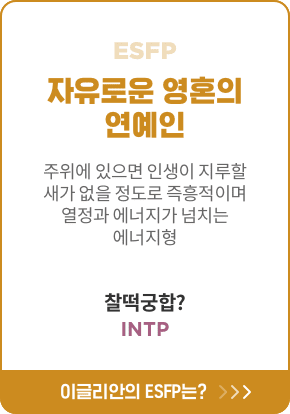 ESFP
자유로운 영혼의
연예인
주위에 있으면 인생이 지루할
새가 없을 정도로 즉흥적이며
열정과 에너지가 넘치는
에너지형
찰떡궁합?
INTP
이글리안의 ESFP는? >>>